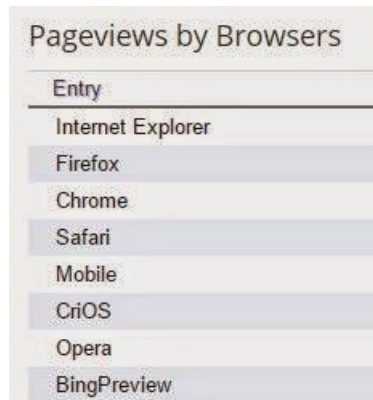 Pageviews by Browsers
Entry
Internet Explorer
Firefox
Chrome
Safari
Mobile
CriOS
Opera
BingPreview